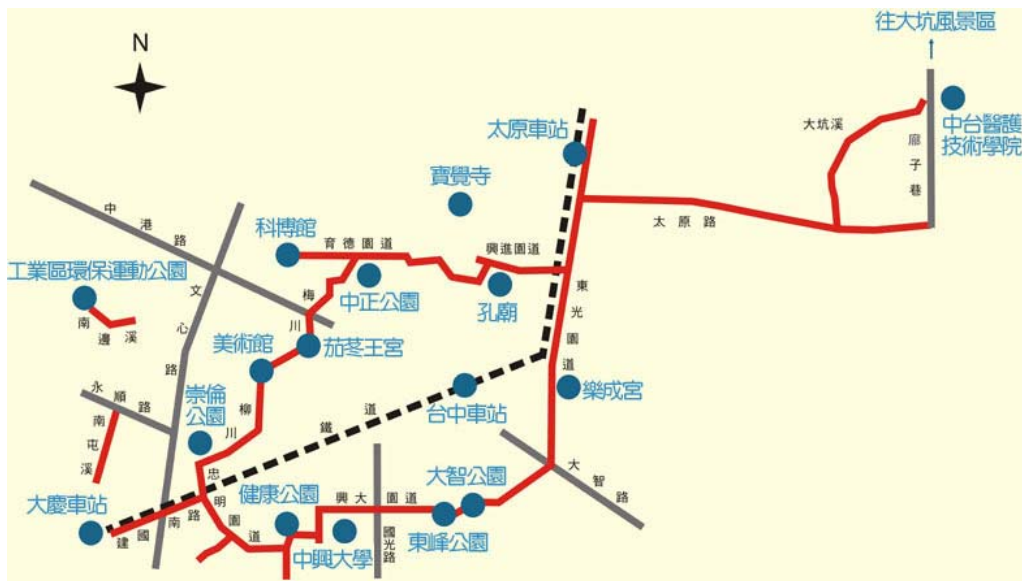 往大坑風景區
N
太原車站
大坑溪
中台醫護
技術學院
廍子巷
寶覺寺
太原路
中港路
科博館
育德園道
興進園道
工業區環保運動公園
文心路
中正公園
孔廟
東光園道
南邊溪
梅川
美術館
茄苳王宮
永順路
崇倫
公園
柳川
鐵道
台中車站
樂成宮
南屯溪
忠明園道
大智公園
大智路
大慶車站
健康公園
興大園道
建國南路
中興大學
國光路
東峰公園